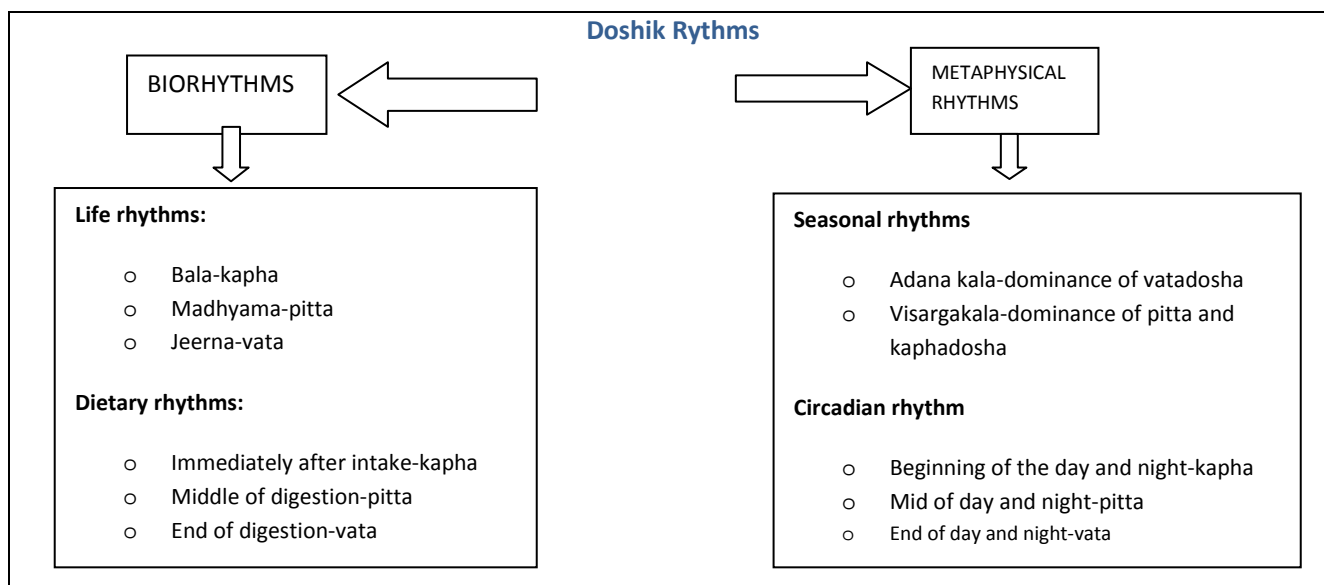 Doshik Rythms
BIORHYTHMS
METAPHYSICAL
RHYTHMS
Life rhythms:
o Bala-kapha
o Madhyama-pitta
o Jeerna-vata
Dietary rhythms:
o Immediately after intake-kapha
o Middle of digestion-pitta
o End of digestion-vata
Seasonal rhythms
o Adana kala-dominance of vatadosha
o Visargakala-dominance of pitta and
kaphadosha
Circadian rhythm
o Beginning of the day and night-kapha
o Mid of day and night-pitta
o End of day and night-vata